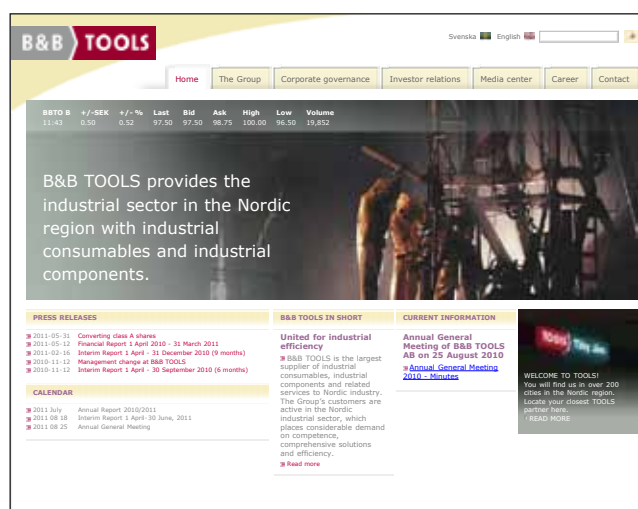 B&B TOOLS
Svenska English
Home The Group Corporate governance Investor relations Media center Career Contact
BBTO B +/-SEK +/- % Last Bid Ask High Low Volume
11:43 0.50 0.52 97.50 97.50 98.75 100.00 96.50 19,852
B&B TOOLS provides the
industrial sector in the Nordic
region with industrial
consumables and industrial
components.
PRESS RELEASES
2011-05-31 Converting class A shares
2011-05-12 Financial Report 1 April 2010 - 31 March 2011
2011-02-16 Interim Report 1 April - 31 December 2010 (9 months)
2010-11-12 Management change at B&B TOOLS
2010-11-12 Interim Report 1 April - 30 September 2010 (6 months)
CALENDAR
2011 July Annual Report 2010/2011
2011 08 18 Interim Report 1 April-30 June, 2011
2011 08 25 Annual General Meeting
B&B TOOLS IN SHORT
United for industrial
efficiency
B&B TOOLS is the largest
supplier of industrial
consumables, industrial
components and related
services to Nordic industry.
The Group's customers are
active in the Nordic
industrial sector, which
places considerable demand
on competence,
comprehensive solutions
and efficiency.
Read more
CURRENT INFORMATION
Annual General
Meeting of B&B TOOLS
AB on 25 August 2010
Annual General Meeting
2010 - Minutes
TOOLS
WELCOME TO TOOLS!
You will find us in over 200
cities in the Nordic region.
Locate your closest TOOLS
partner here.
READ MORE